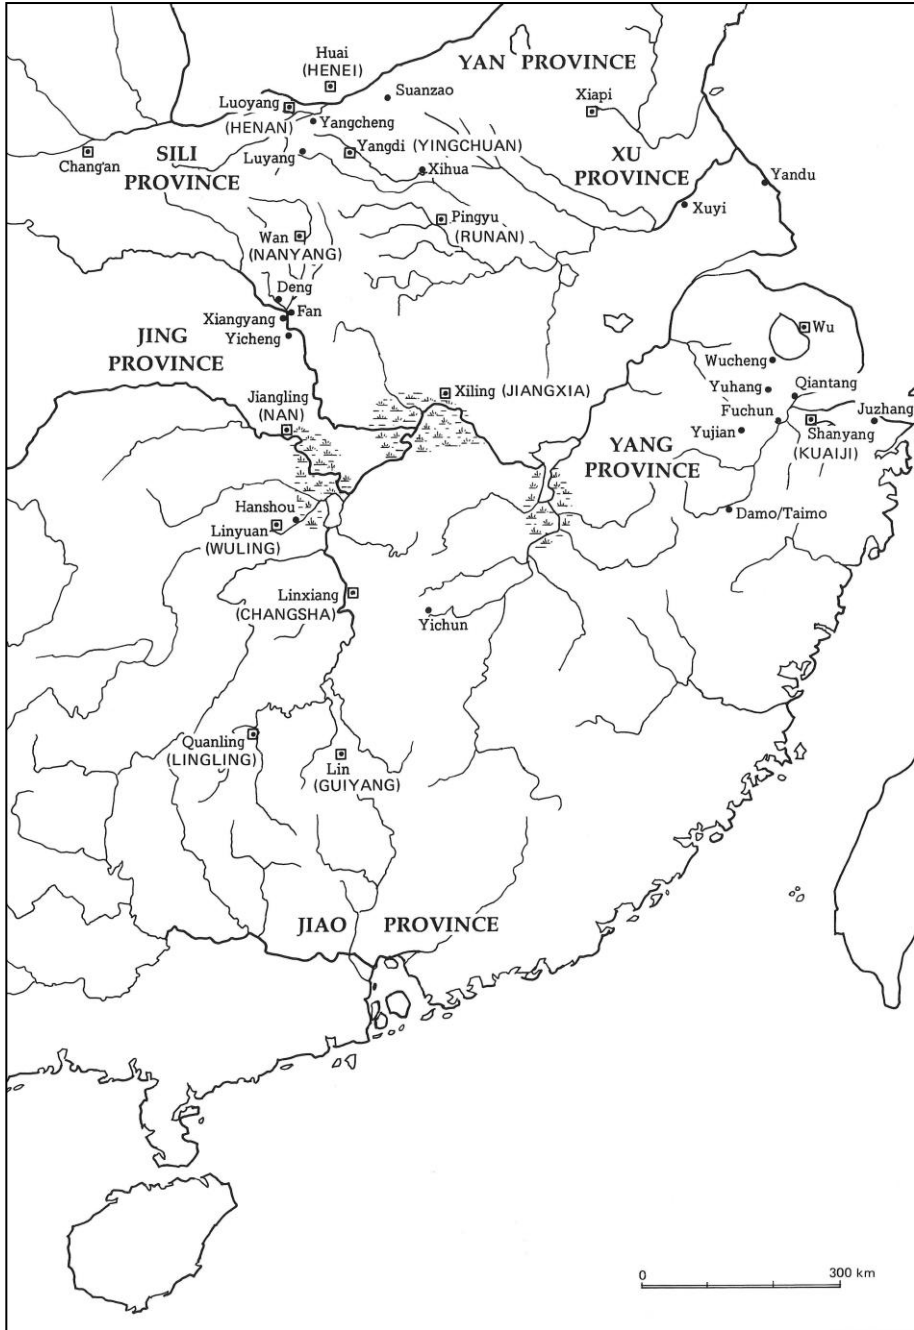 Huai
(HENEI)
YAN PROVINCE
Suanzao
Xiapi
Luoyang
(HENAN)
Yangcheng
Chang'an
SILI
PROVINCE
Luyang
Yangdi (YINGCHUAN)
Xihua
XU
PROVINCE
Yandu
Xuyi
Pingyu
(RUNAN)
Wan
(NANYANG)
Deng
Fan
Xiangyang
Yicheng
JING
PROVINCE
Wu
Wucheng
Xiling (JIANGXIA)
Yuhang
Qiantang
Jiangling
(NAN)
Fuchun
Juzhang
Yujian
Shanyang
(KUAIJI)
YANG
PROVINCE
Hanshou
Linyuan
(WULING)
Damo/Taimo
Linxiang
(CHANGSHA)
Yichun
Quanling
(LINGLING)
Lin
(GUIYANG)
JIAO PROVINCE
0 300 km